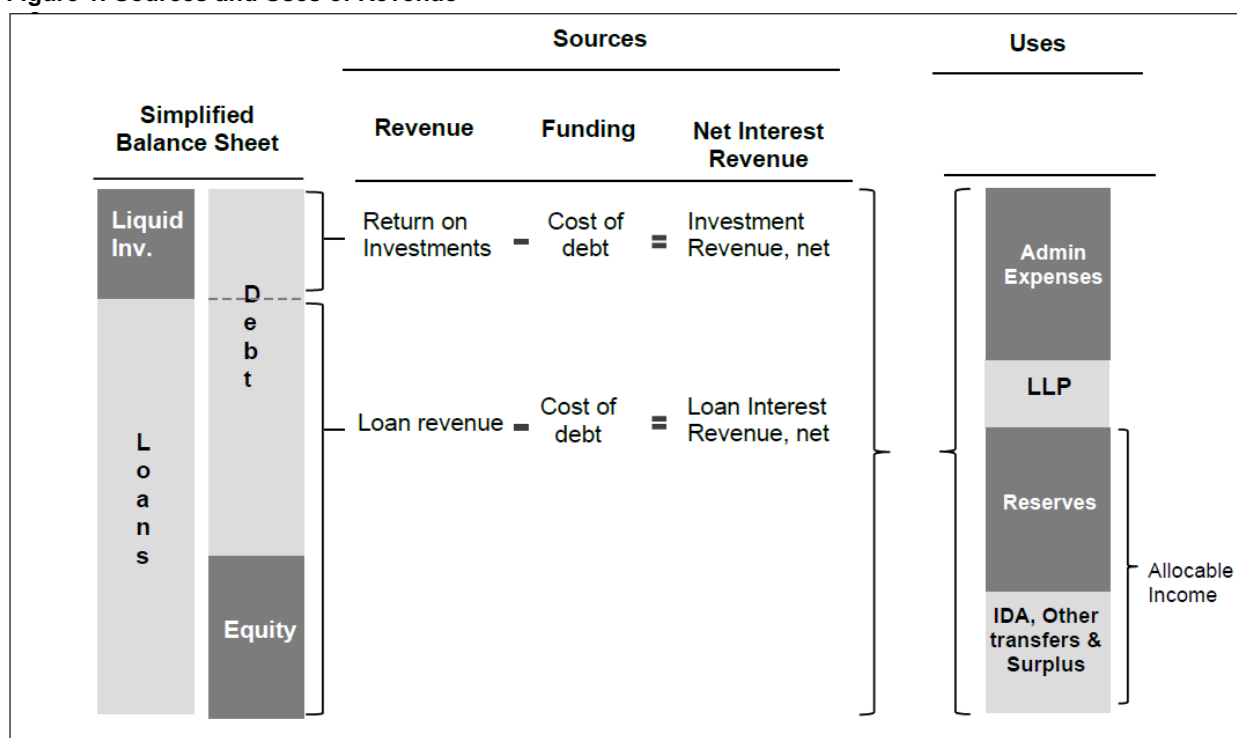 Figure 1: Sources and Uses of Revenue
Sources
Uses
Simplified
Balance Sheet
Revenue
Funding
Net Interest
Revenue
Liquid
Inv.
Debt
Loans
Equity
Return on
Investments
-
Cost of
debt
=
Investment
Revenue, net
Loan revenue
-
Cost of
debt
=
Loan Interest
Revenue, net
Admin
Expenses
LLP
Reserves
IDA, Other
transfers &
Surplus
Allocable
Income